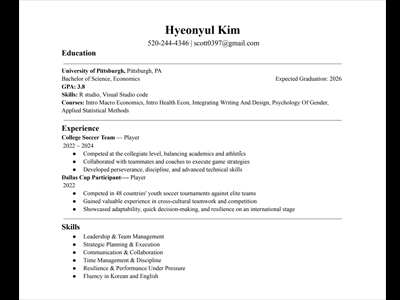 Hyeonyul Kim
520-244-4346 | scott0397@gmail.com
Education
University of Pittsburgh, Pittsburgh, PA
Bachelor of Science, Economics Expected Graduation: 2026
GPA: 3.8
Skills: R studio, Visual Studio code
Courses: Intro Macro Economics, Intro Health Econ, Integrating Writing And Design, Psychology Of Gender,
Applied Statistical Methods
Experience
College Soccer Team — Player
2022 ~ 2024
● Competed at the collegiate level, balancing academics and athletics
● Collaborated with teammates and coaches to execute game strategies
● Developed perseverance, discipline, and advanced technical skills
Dallas Cup Participant— Player
2022
● Competed in 48 countries' youth soccer tournaments against elite teams
● Gained valuable experience in cross-cultural teamwork and competition
● Showcased adaptability, quick decision-making, and resilience on an international stage
Skills
● Leadership & Team Management
● Strategic Planning & Execution
● Communication & Collaboration
● Time Management & Discipline
● Resilience & Performance Under Pressure
● Fluency in Korean and English